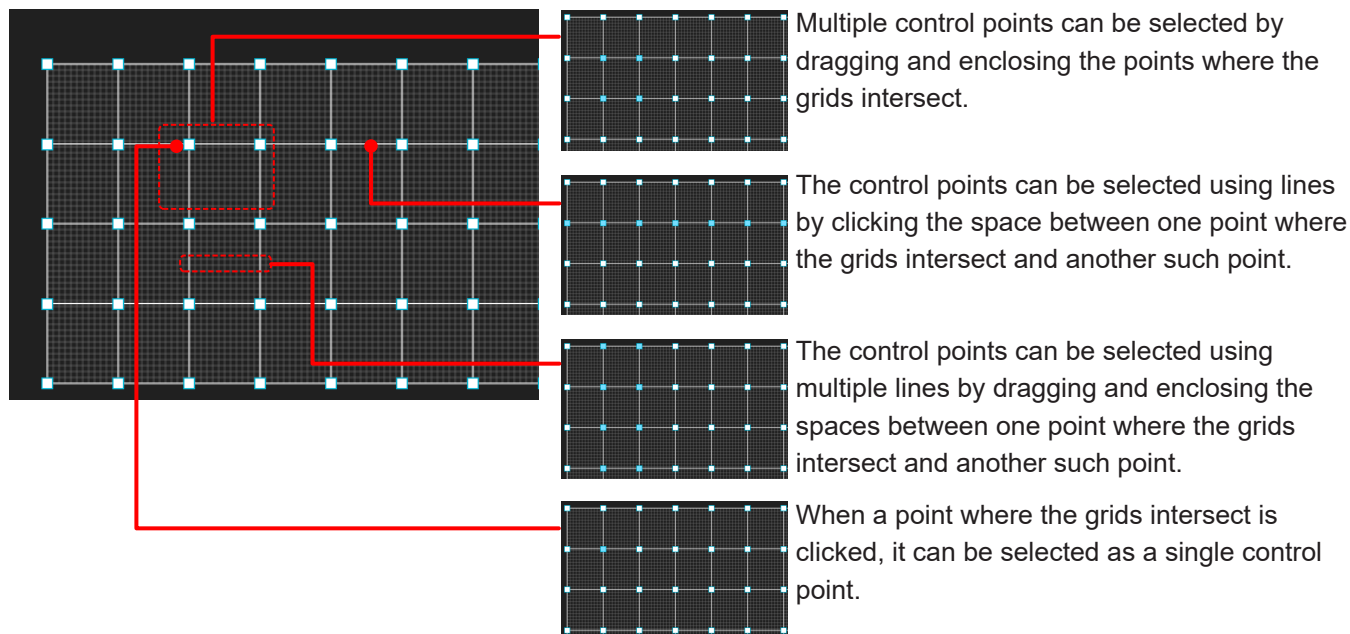 Multiple control points can be selected by
dragging and enclosing the points where the
grids intersect.
The control points can be selected using lines
by clicking the space between one point where
the grids intersect and another such point.
The control points can be selected using
multiple lines by dragging and enclosing the
spaces between one point where the grids
intersect and another such point.
When a point where the grids intersect is
clicked, it can be selected as a single control
point.